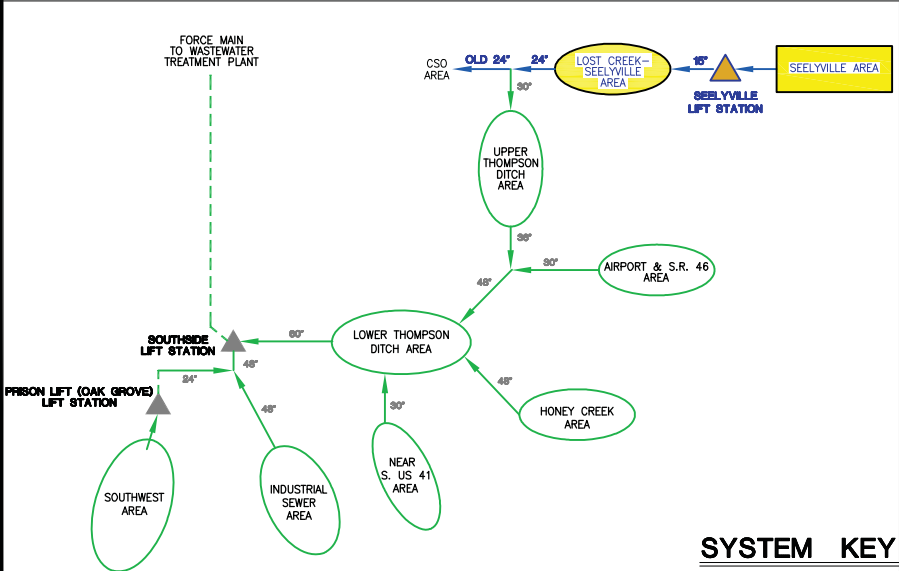 FORCE MAIN
TO WASTEWATER
TREATMENT PLANT
CSO
AREA
OLD 24"
24"
LOST CREEK-
SEELYVILLE
AREA
15"
SEELYVILLE
LIFT STATION
SEELYVILLE AREA
30"
UPPER
THOMPSON
DITCH
AREA
36"
30"
AIRPORT & S.R. 46
AREA
48"
SOUTHSIDE
LIFT STATION
60"
LOWER THOMPSON
DITCH AREA
48"
24"
PRISON LIFT (OAK GROVE)
LIFT STATION
48"
30"
48"
HONEY CREEK
AREA
SOUTHWEST
AREA
INDUSTRIAL
SEWER
AREA
NEAR
S. US 41
AREA
SYSTEM KEY